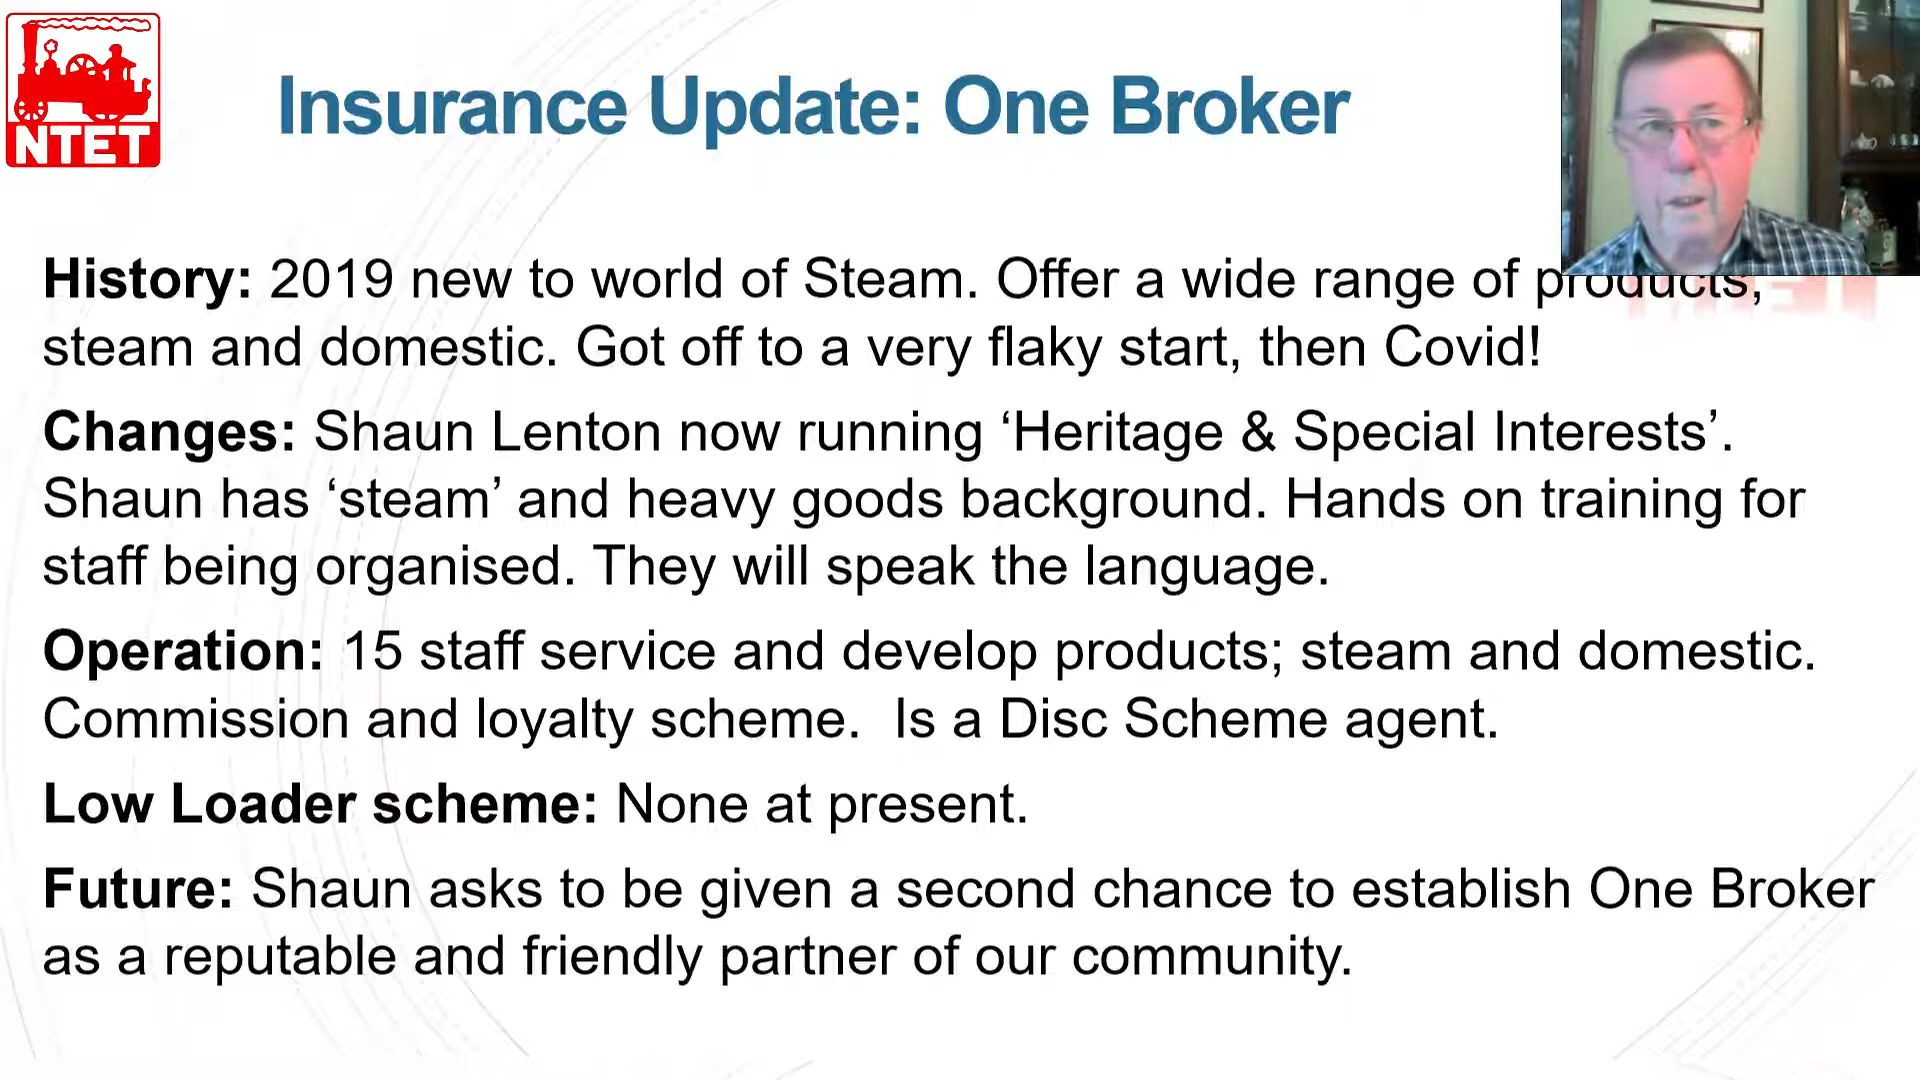 NTET
Insurance Update: One Broker
History: 2019 new to world of Steam. Offer a wide range of products,
steam and domestic. Got off to a very flaky start, then Covid!
Changes: Shaun Lenton now running ‘Heritage & Special Interests’.
Shaun has ‘steam’ and heavy goods background. Hands on training for
staff being organised. They will speak the language.
Operation: 15 staff service and develop products; steam and domestic.
Commission and loyalty scheme.  Is a Disc Scheme agent.
Low Loader scheme: None at present.
Future: Shaun asks to be given a second chance to establish One Broker
as a reputable and friendly partner of our community.